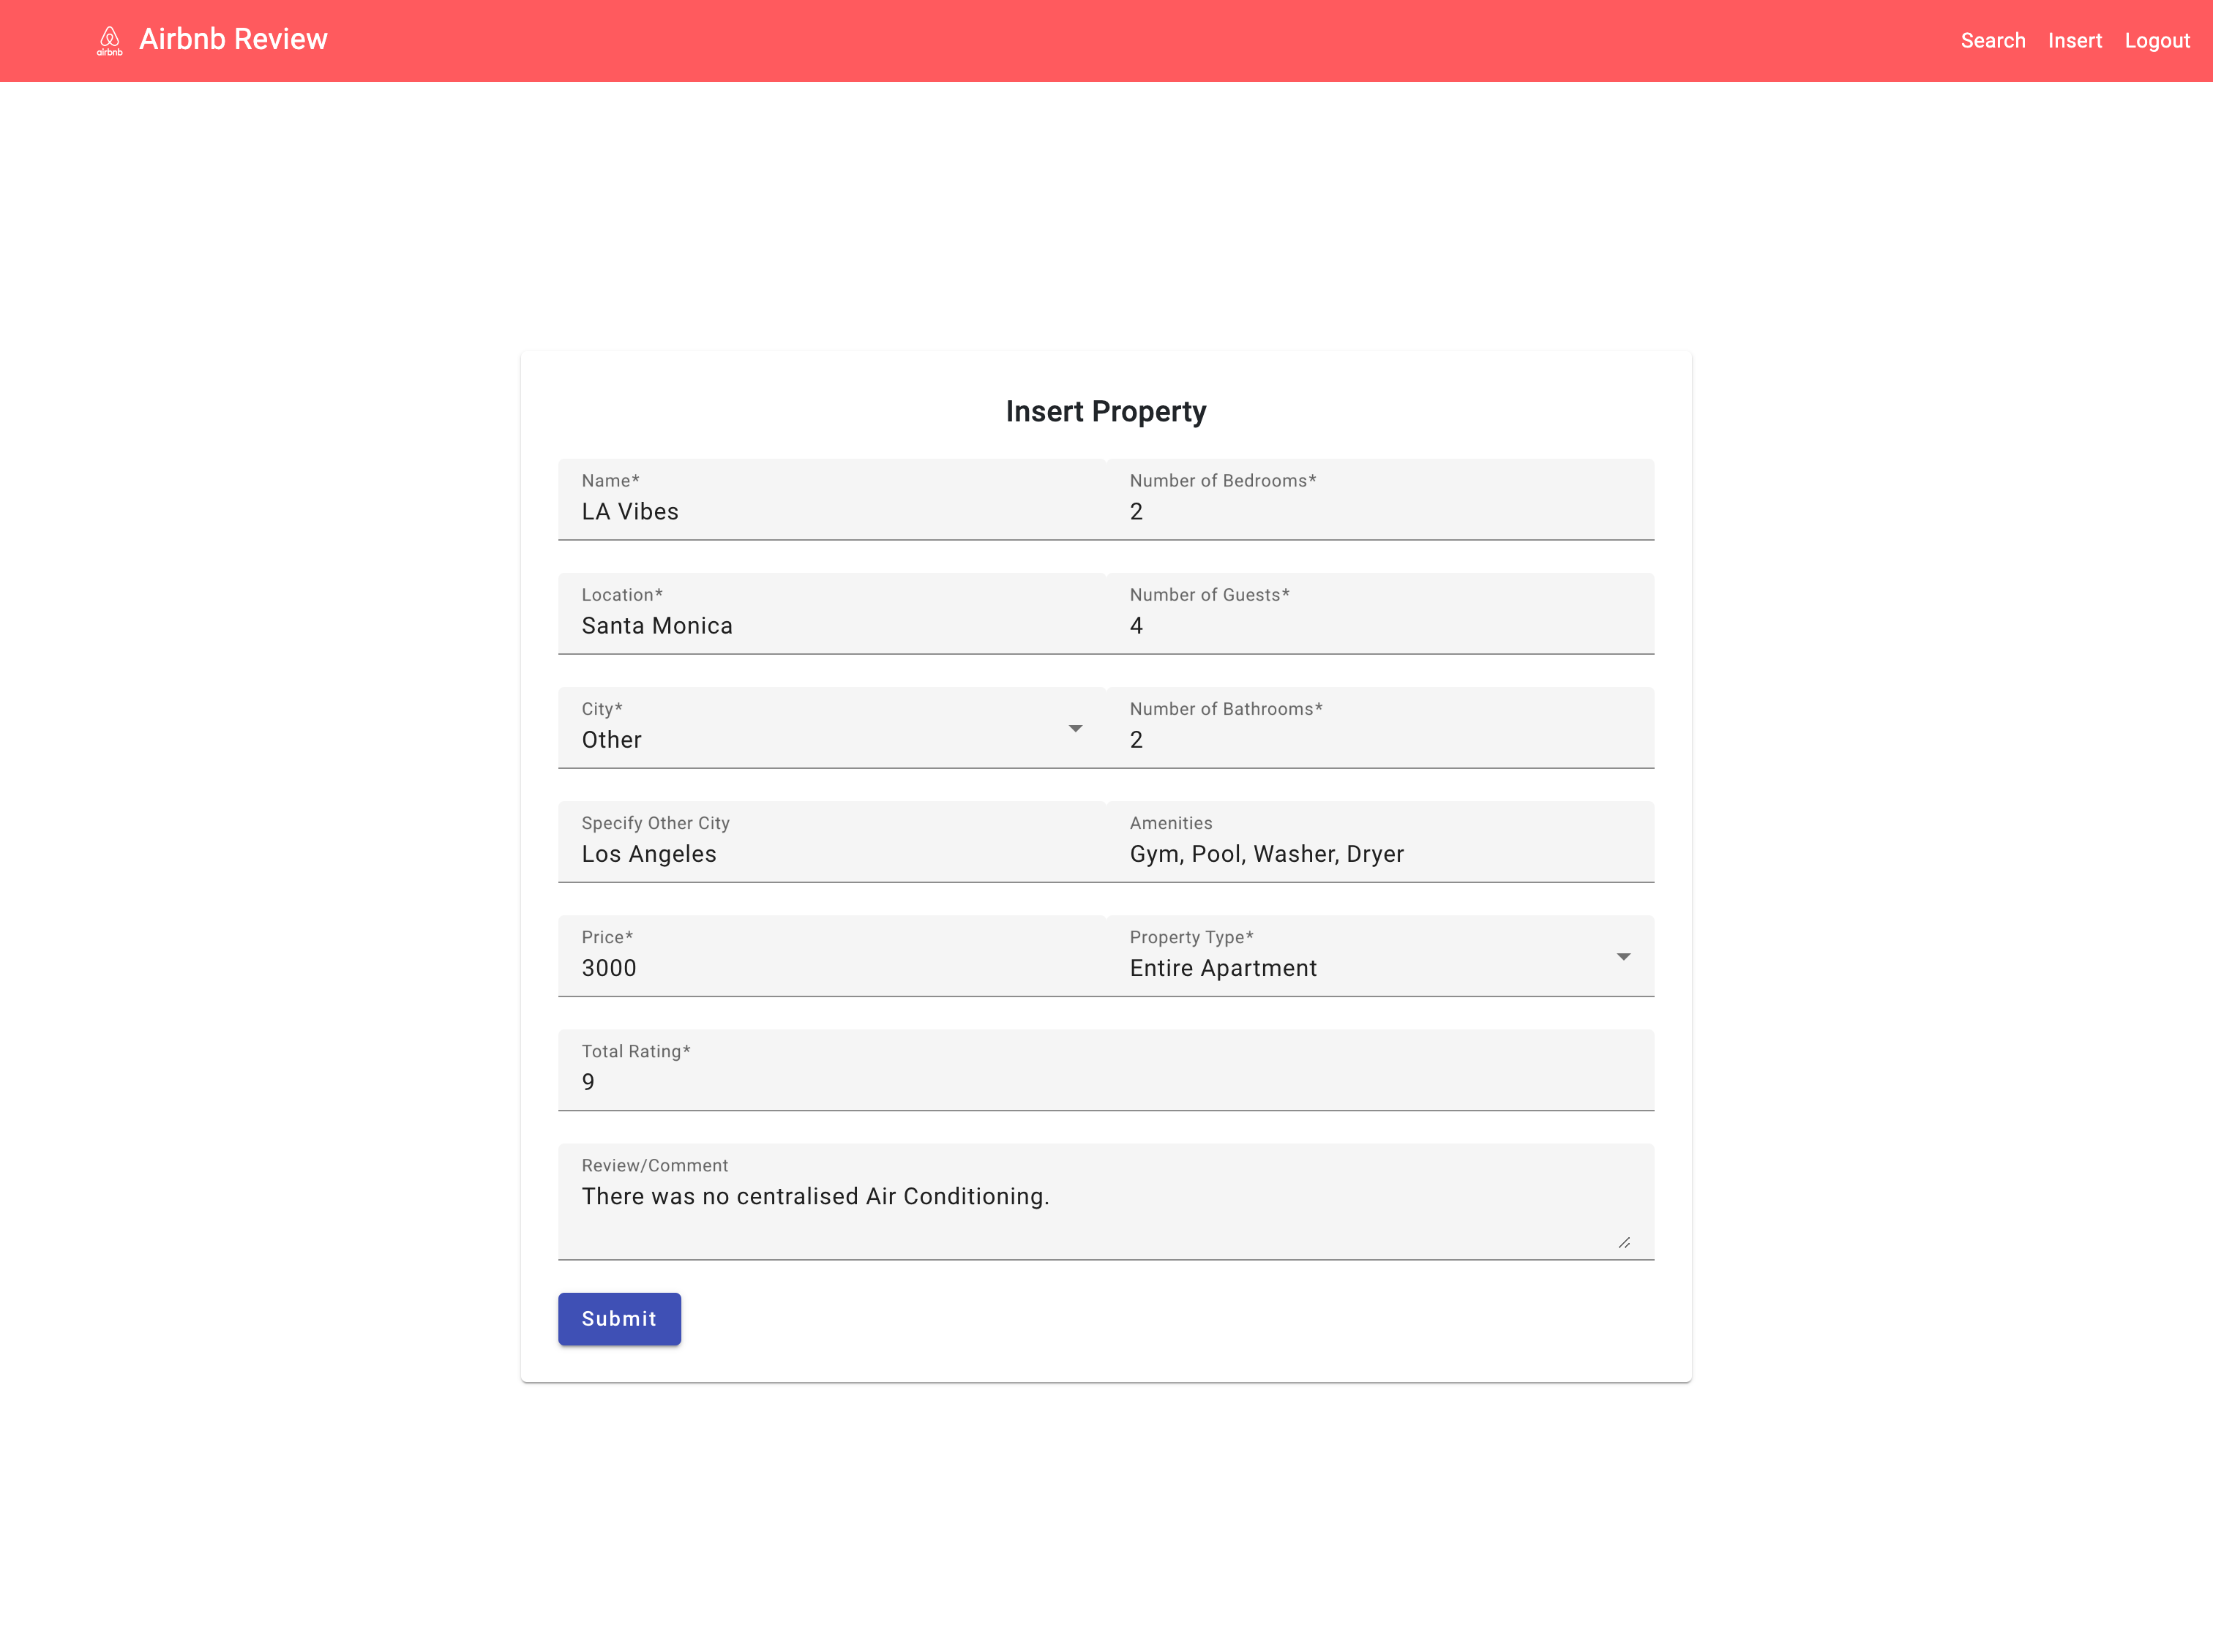 airbnb
Airbnb Review
Search Insert Logout
Insert Property
Name*
LA Vibes
Number of Bedrooms*
2
Location*
Santa Monica
Number of Guests*
4
City*
Other
Number of Bathrooms*
2
Specify Other City
Los Angeles
Amenities
Gym, Pool, Washer, Dryer
Price*
3000
Property Type*
Entire Apartment
Total Rating*
9
Review/Comment
There was no centralised Air Conditioning.
Submit